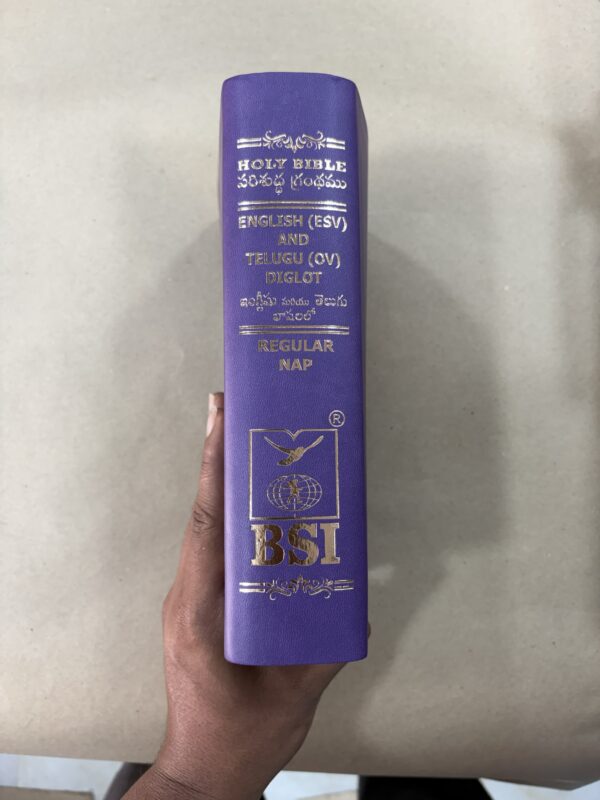 HOLY BIBLE
పరిశుద్ధ గ్రంథము
ENGLISH (ESV)
AND
TELUGU (OV)
DIGLOT
ఇంగ్లీషు మరియు తెలుగు
భాషలలో
REGULAR
NAP
®
BSI